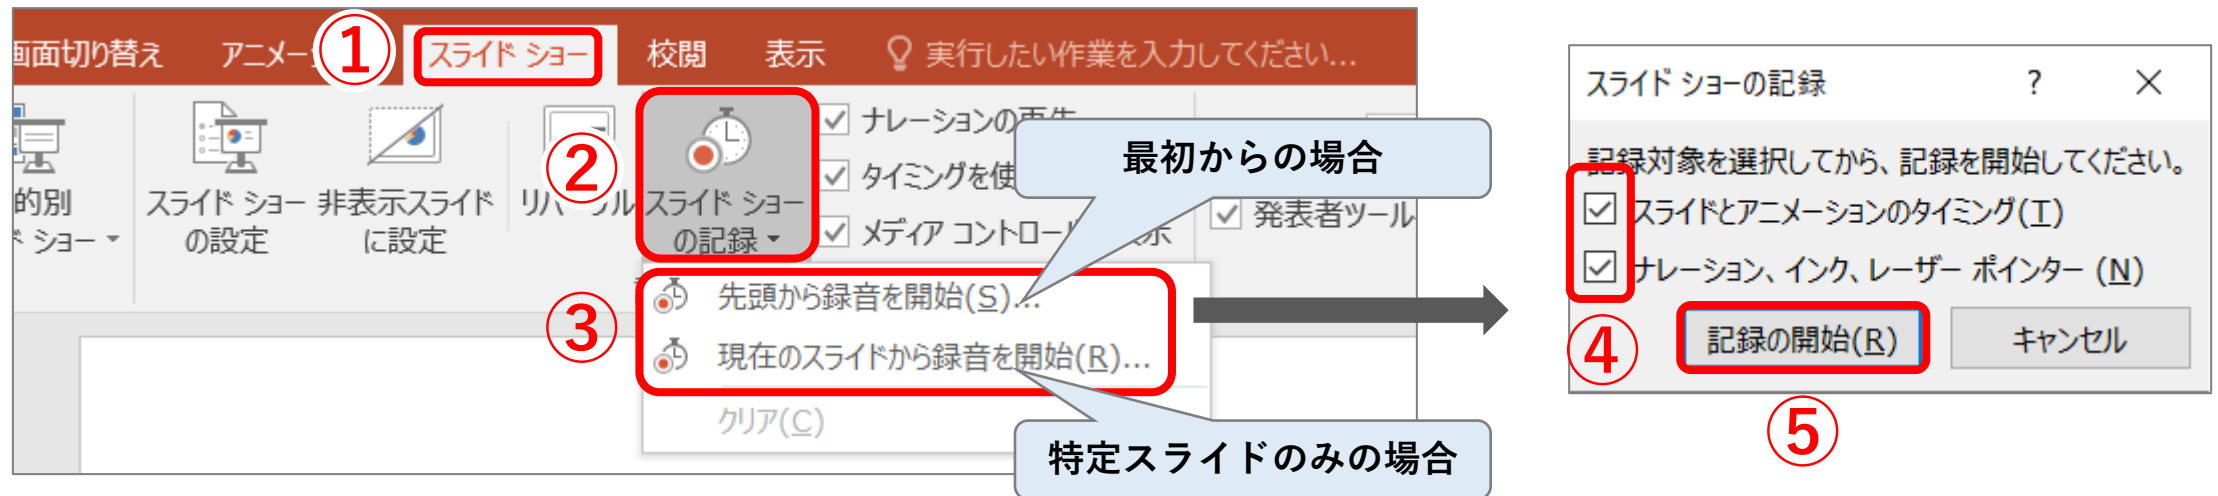 画面切り替え アニメー ① スライド ショー 校閲 表示 実行したい作業を入力してください...
的別
ド ショー
スライド ショー
の設定
非表示スライド
に設定
②
スライド ショー
の記録
ナレーションの再生
タイミングを使
メディア コントロー 表示
発表者ツール
最初からの場合
③
先頭から録音を開始(S)...
現在のスライドから録音を開始(R)...
クリア(C)
特定スライドのみの場合
スライド ショーの記録 ?
記録対象を選択してから、記録を開始してください。
スライドとアニメーションのタイミング(T)
ナレーション、インク、レーザー ポインター (N)
④
記録の開始(R) キャンセル
⑤